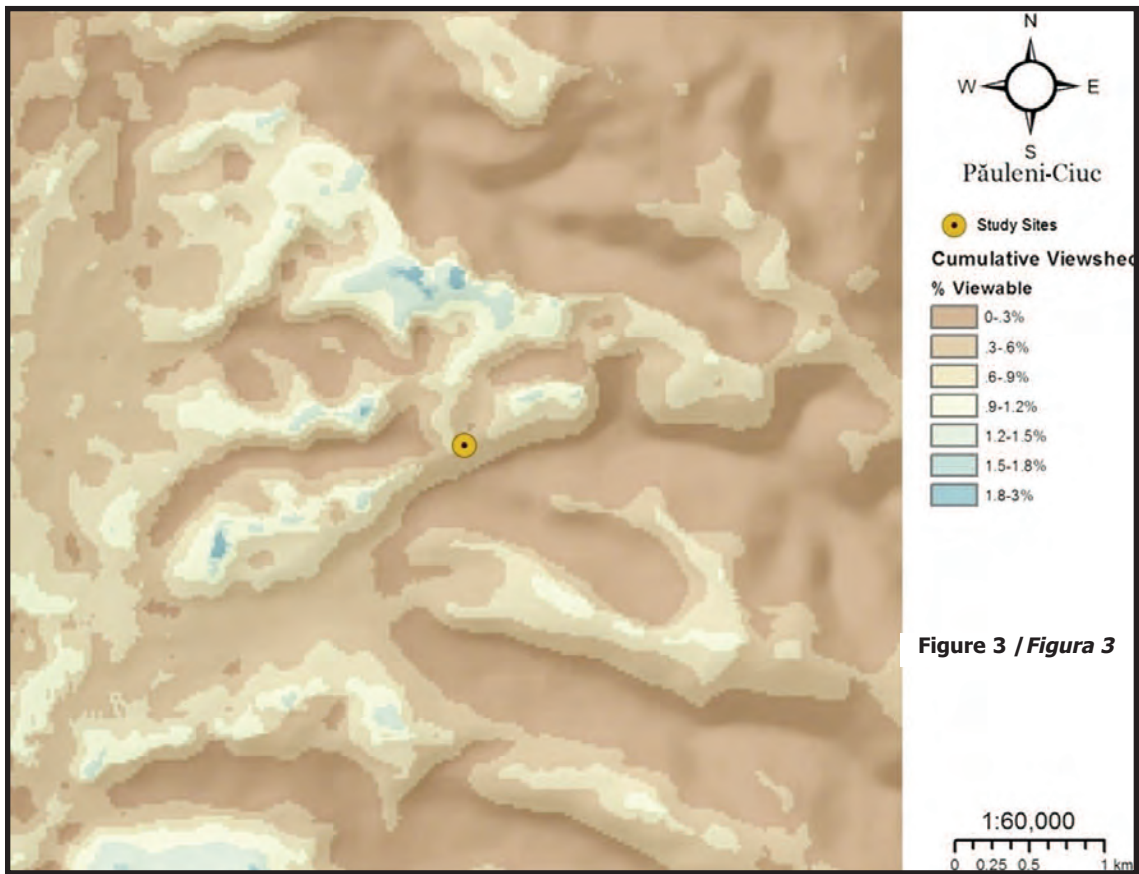 N
W E
S
Păuleni-Ciuc
Study Sites
Cumulative Viewshed
% Viewable
0-.3%
.3-.6%
.6-.9%
.9-1.2%
1.2-1.5%
1.5-1.8%
1.8-3%
Figure 3 / Figura 3
1:60,000
0 0.25 0.5 1 km